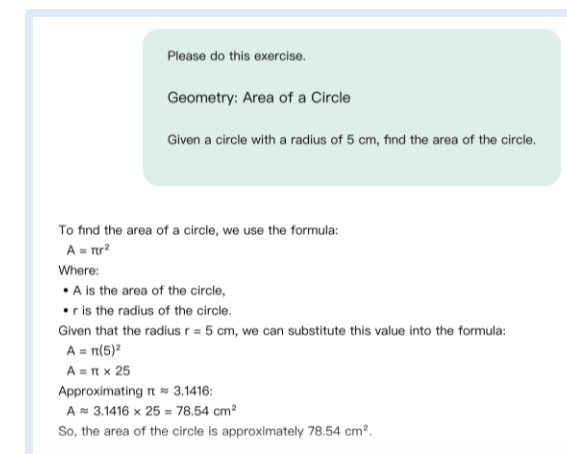 Please do this exercise.
Geometry: Area of a Circle
Given a circle with a radius of 5 cm, find the area of the circle.
To find the area of a circle, we use the formula:
A = πr²
Where:
• A is the area of the circle,
• r is the radius of the circle.
Given that the radius r = 5 cm, we can substitute this value into the formula:
A = π(5)²
A = π × 25
Approximating π ≈ 3.1416:
A ≈ 3.1416 × 25 = 78.54 cm²
So, the area of the circle is approximately 78.54 cm².